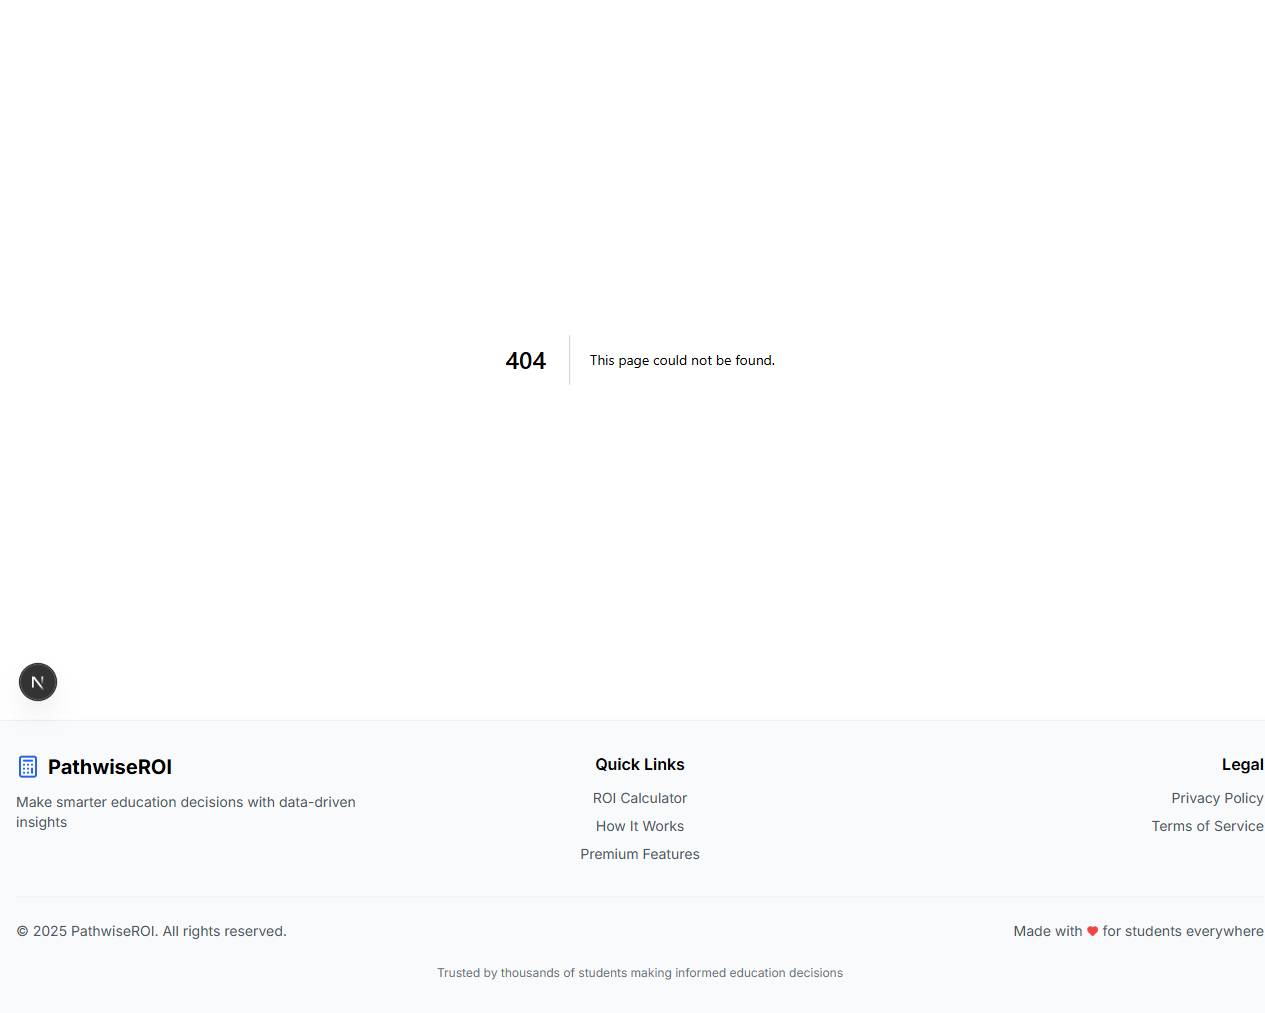 404
This page could not be found.
N
PathwiseROI
Make smarter education decisions with data-driven
insights
Quick Links
ROI Calculator
How It Works
Premium Features
Legal
Privacy Policy
Terms of Service
© 2025 PathwiseROI. All rights reserved.
Made with ❤ for students everywhere
Trusted by thousands of students making informed education decisions